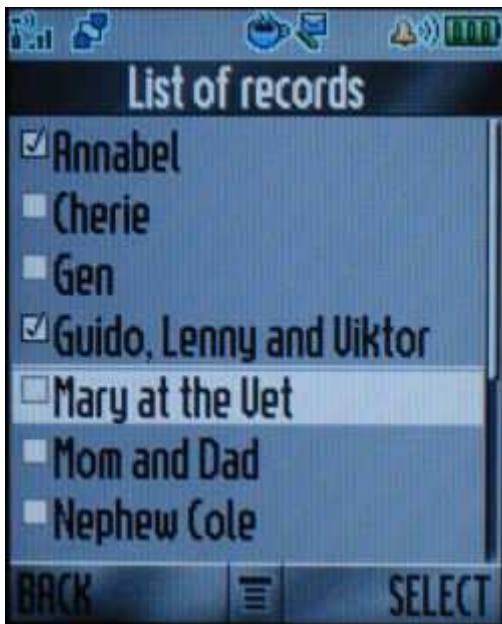 List of records
Annabel
Cherie
Gen
Guido, Lenny and Viktor
Mary at the Vet
Mom and Dad
Nephew Cole
BACK SELECT